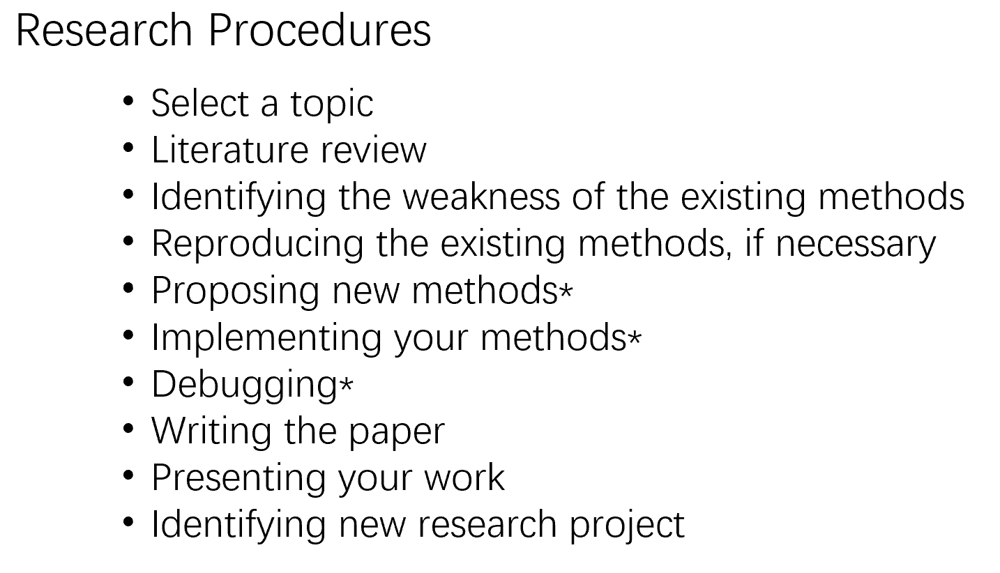 Research Procedures
• Select a topic
• Literature review
• Identifying the weakness of the existing methods
• Reproducing the existing methods, if necessary
• Proposing new methods*
• Implementing your methods*
• Debugging*
• Writing the paper
• Presenting your work
• Identifying new research project